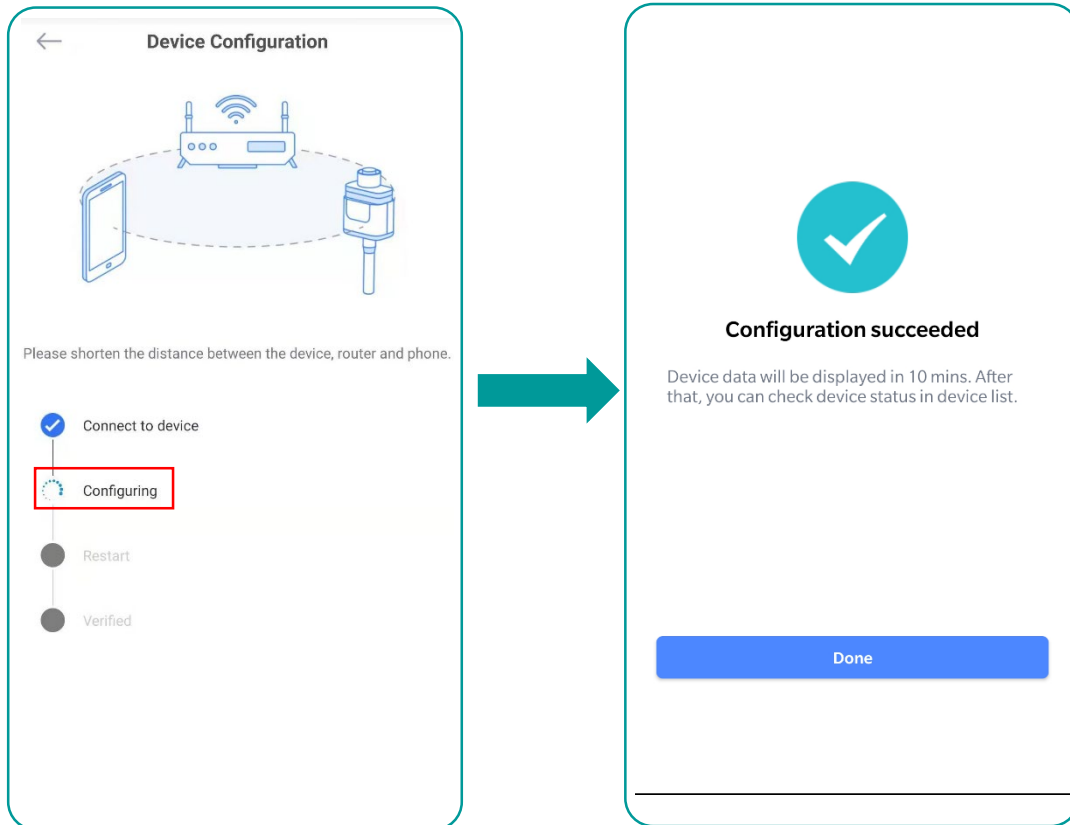 Device Configuration
Please shorten the distance between the device, router and phone.
Connect to device
Configuring
Restart
Verified
Configuration succeeded
Device data will be displayed in 10 mins. After
that, you can check device status in device list.
Done